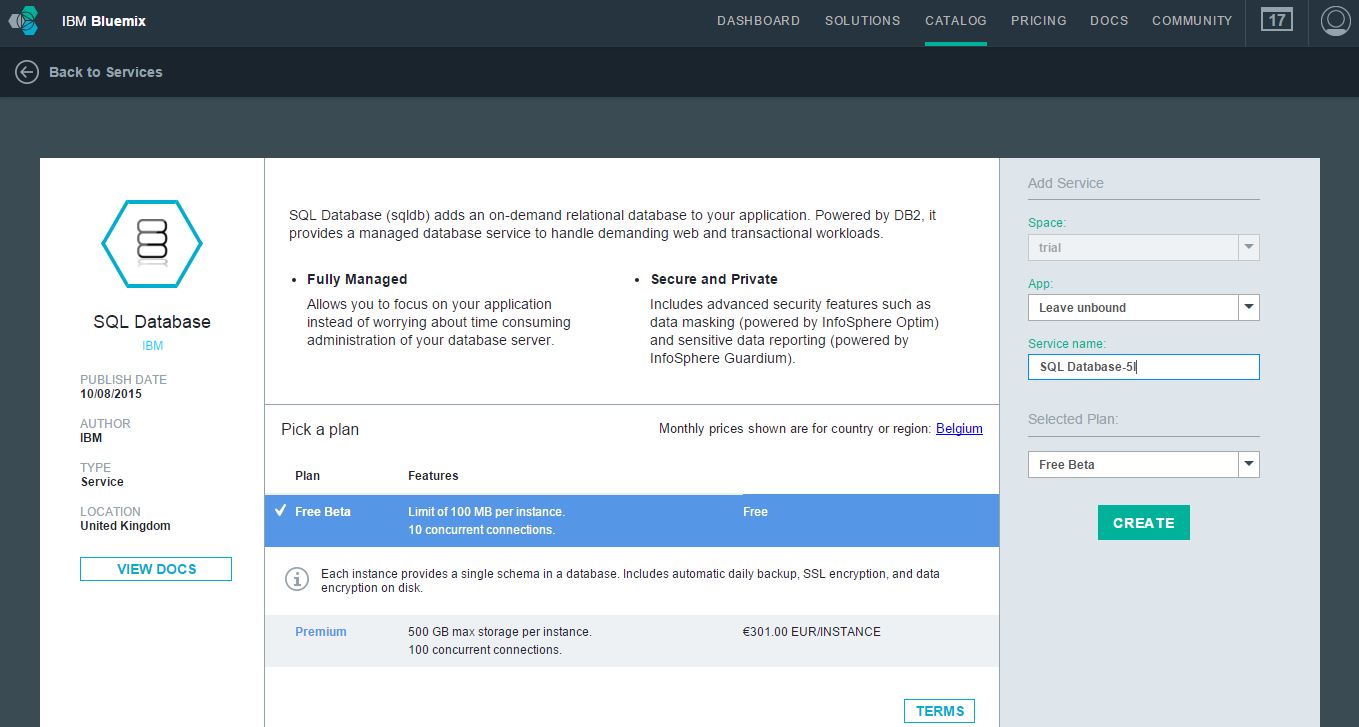 IBM Bluemix
DASHBOARD
SOLUTIONS
CATALOG
PRICING
DOCS
COMMUNITY
17
Back to Services
SQL Database
IBM
PUBLISH DATE
10/08/2015
AUTHOR
IBM
TYPE
Service
LOCATION
United Kingdom
VIEW DOCS
SQL Database (sqldb) adds an on-demand relational database to your application. Powered by DB2, it
provides a managed database service to handle demanding web and transactional workloads.
• Fully Managed
Allows you to focus on your application
instead of worrying about time consuming
administration of your database server.
• Secure and Private
Includes advanced security features such as
data masking (powered by InfoSphere Optim)
and sensitive data reporting (powered by
InfoSphere Guardium).
Pick a plan
Monthly prices shown are for country or region: Belgium
Plan
Features
Free Beta
Limit of 100 MB per instance.
10 concurrent connections.
Free
Each instance provides a single schema in a database. Includes automatic daily backup, SSL encryption, and data
encryption on disk.
Premium
500 GB max storage per instance.
100 concurrent connections.
€301.00 EUR/INSTANCE
TERMS
Add Service
Space:
trial
App:
Leave unbound
Service name:
SQL Database-5I
Selected Plan:
Free Beta
CREATE